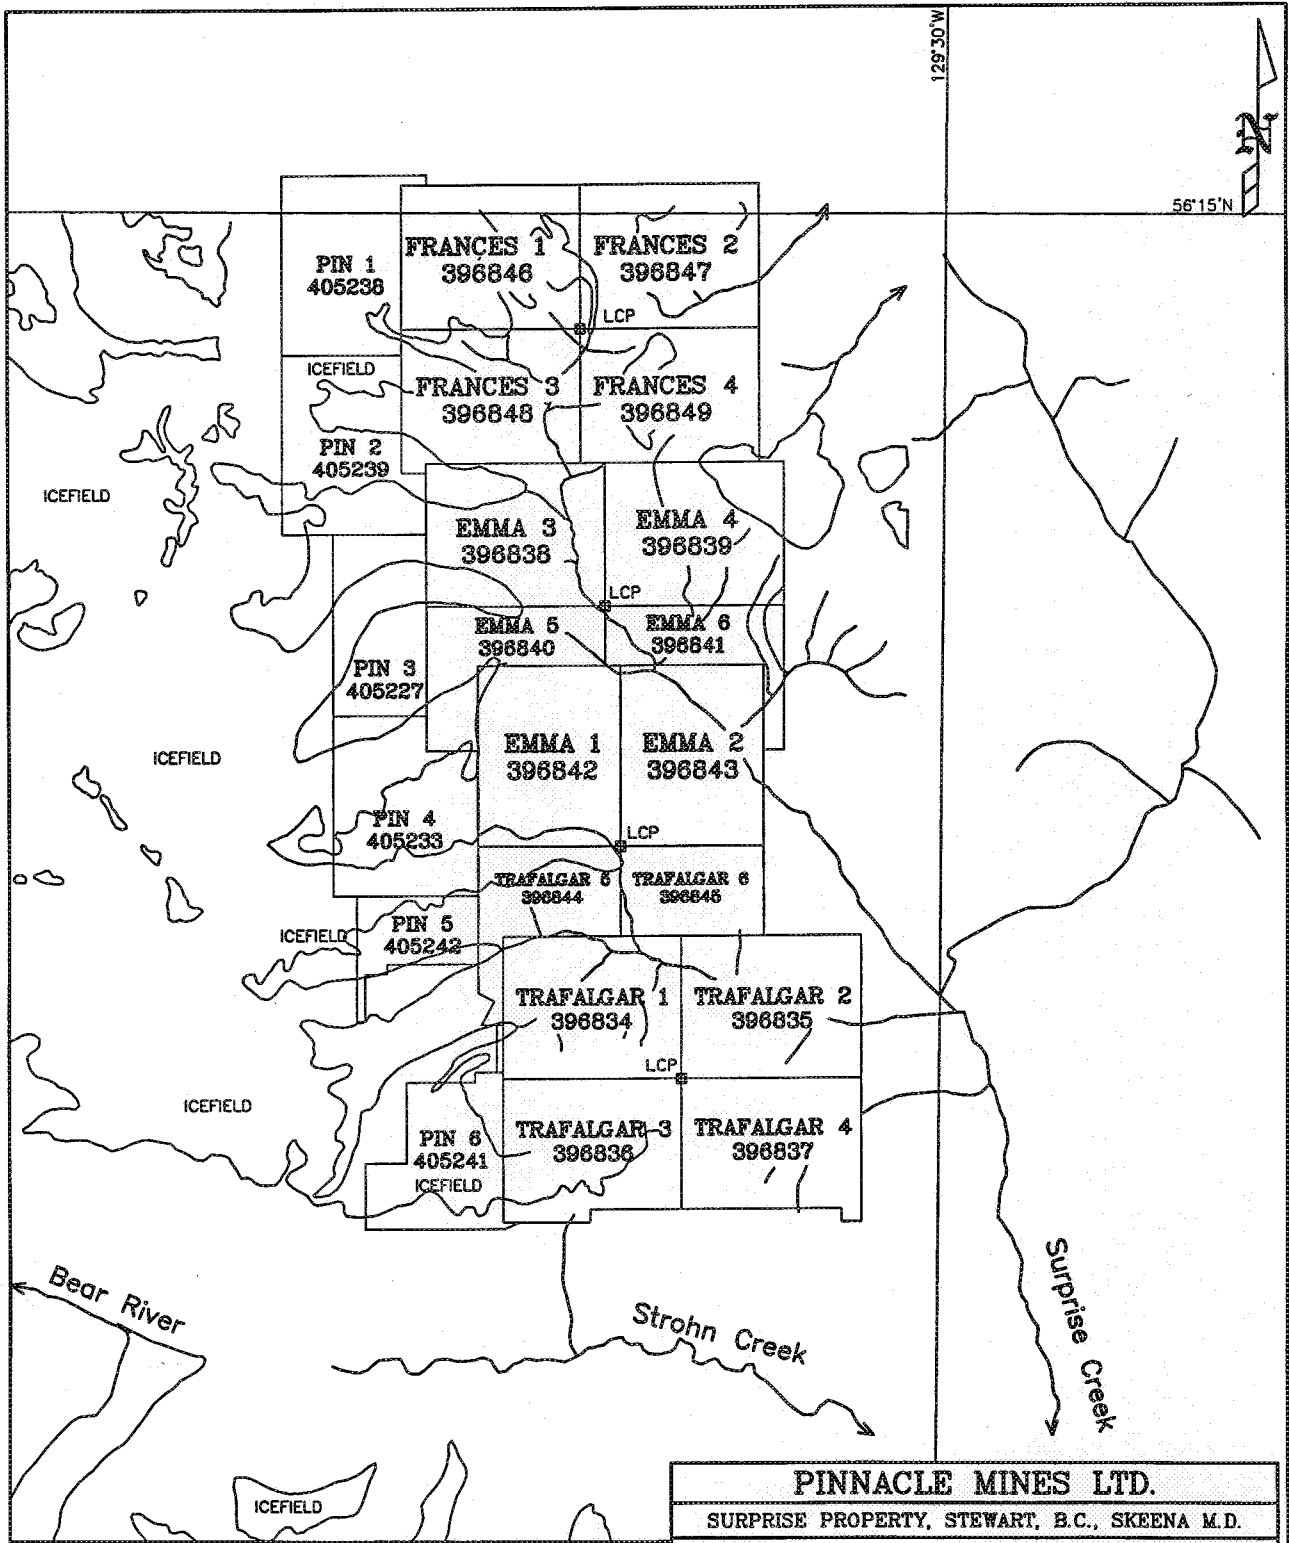 129°30'W
N
56°15'N
FRANCES 1
396846
FRANCES 2
396847
PIN 1
405238
LCP
ICEFIELD
FRANCES 3
396848
FRANCES 4
396849
PIN 2
405239
ICEFIELD
EMMA 3
396838
EMMA 4
396839
LCP
EMMA 5
396840
EMMA 6
396841
PIN 3
405227
EMMA 1
396842
EMMA 2
396843
ICEFIELD
PIN 4
405233
LCP
TRAFALGAR 5
396844
TRAFALGAR 6
396845
PIN 5
405242
ICEFIELD
TRAFALGAR 1
396834
TRAFALGAR 2
396835
LCP
ICEFIELD
TRAFALGAR 3
396836
TRAFALGAR 4
396837
PIN 6
405241
ICEFIELD
Bear River
Strohn Creek
Surprise Creek
ICEFIELD
PINNACLE MINES LTD.
SURPRISE PROPERTY, STEWART, B.C., SKEENA M.D.